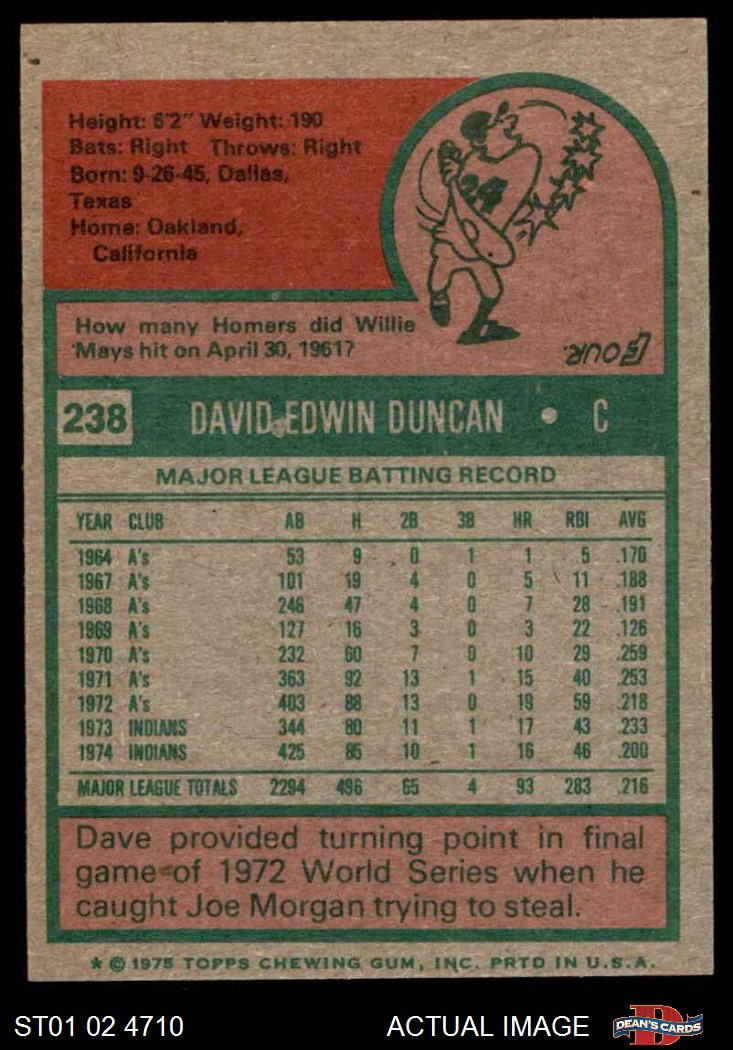 Height: 6'2" Weight: 190
Bats: Right Throws: Right
Born: 9-26-45, Dallas,
Texas
Home: Oakland,
California
24
How many Homers did Willie
Mays hit on April 30, 1961?
FOUR.
238 DAVID EDWIN DUNCAN • C
MAJOR LEAGUE BATTING RECORD
YEAR CLUB AB H 2B 3B HR RBI AVG
1964 A's 53 9 0 1 1 5 .170
1967 A's 101 19 4 0 5 11 .188
1968 A's 246 47 4 0 7 28 .191
1969 A's 127 16 3 0 3 22 .126
1970 A's 232 60 7 0 10 29 .259
1971 A's 363 92 13 1 15 40 .253
1972 A's 403 88 13 0 19 59 .218
1973 INDIANS 344 80 11 1 17 43 .233
1974 INDIANS 425 85 10 1 16 46 .200
MAJOR LEAGUE TOTALS 2294 496 65 4 93 283 .216
Dave provided turning point in final
game of 1972 World Series when he
caught Joe Morgan trying to steal.
* © 1975 TOPPS CHEWING GUM, INC. PRTD IN U.S.A.
ST01 02 4710 ACTUAL IMAGE D DEAN'S CARDS